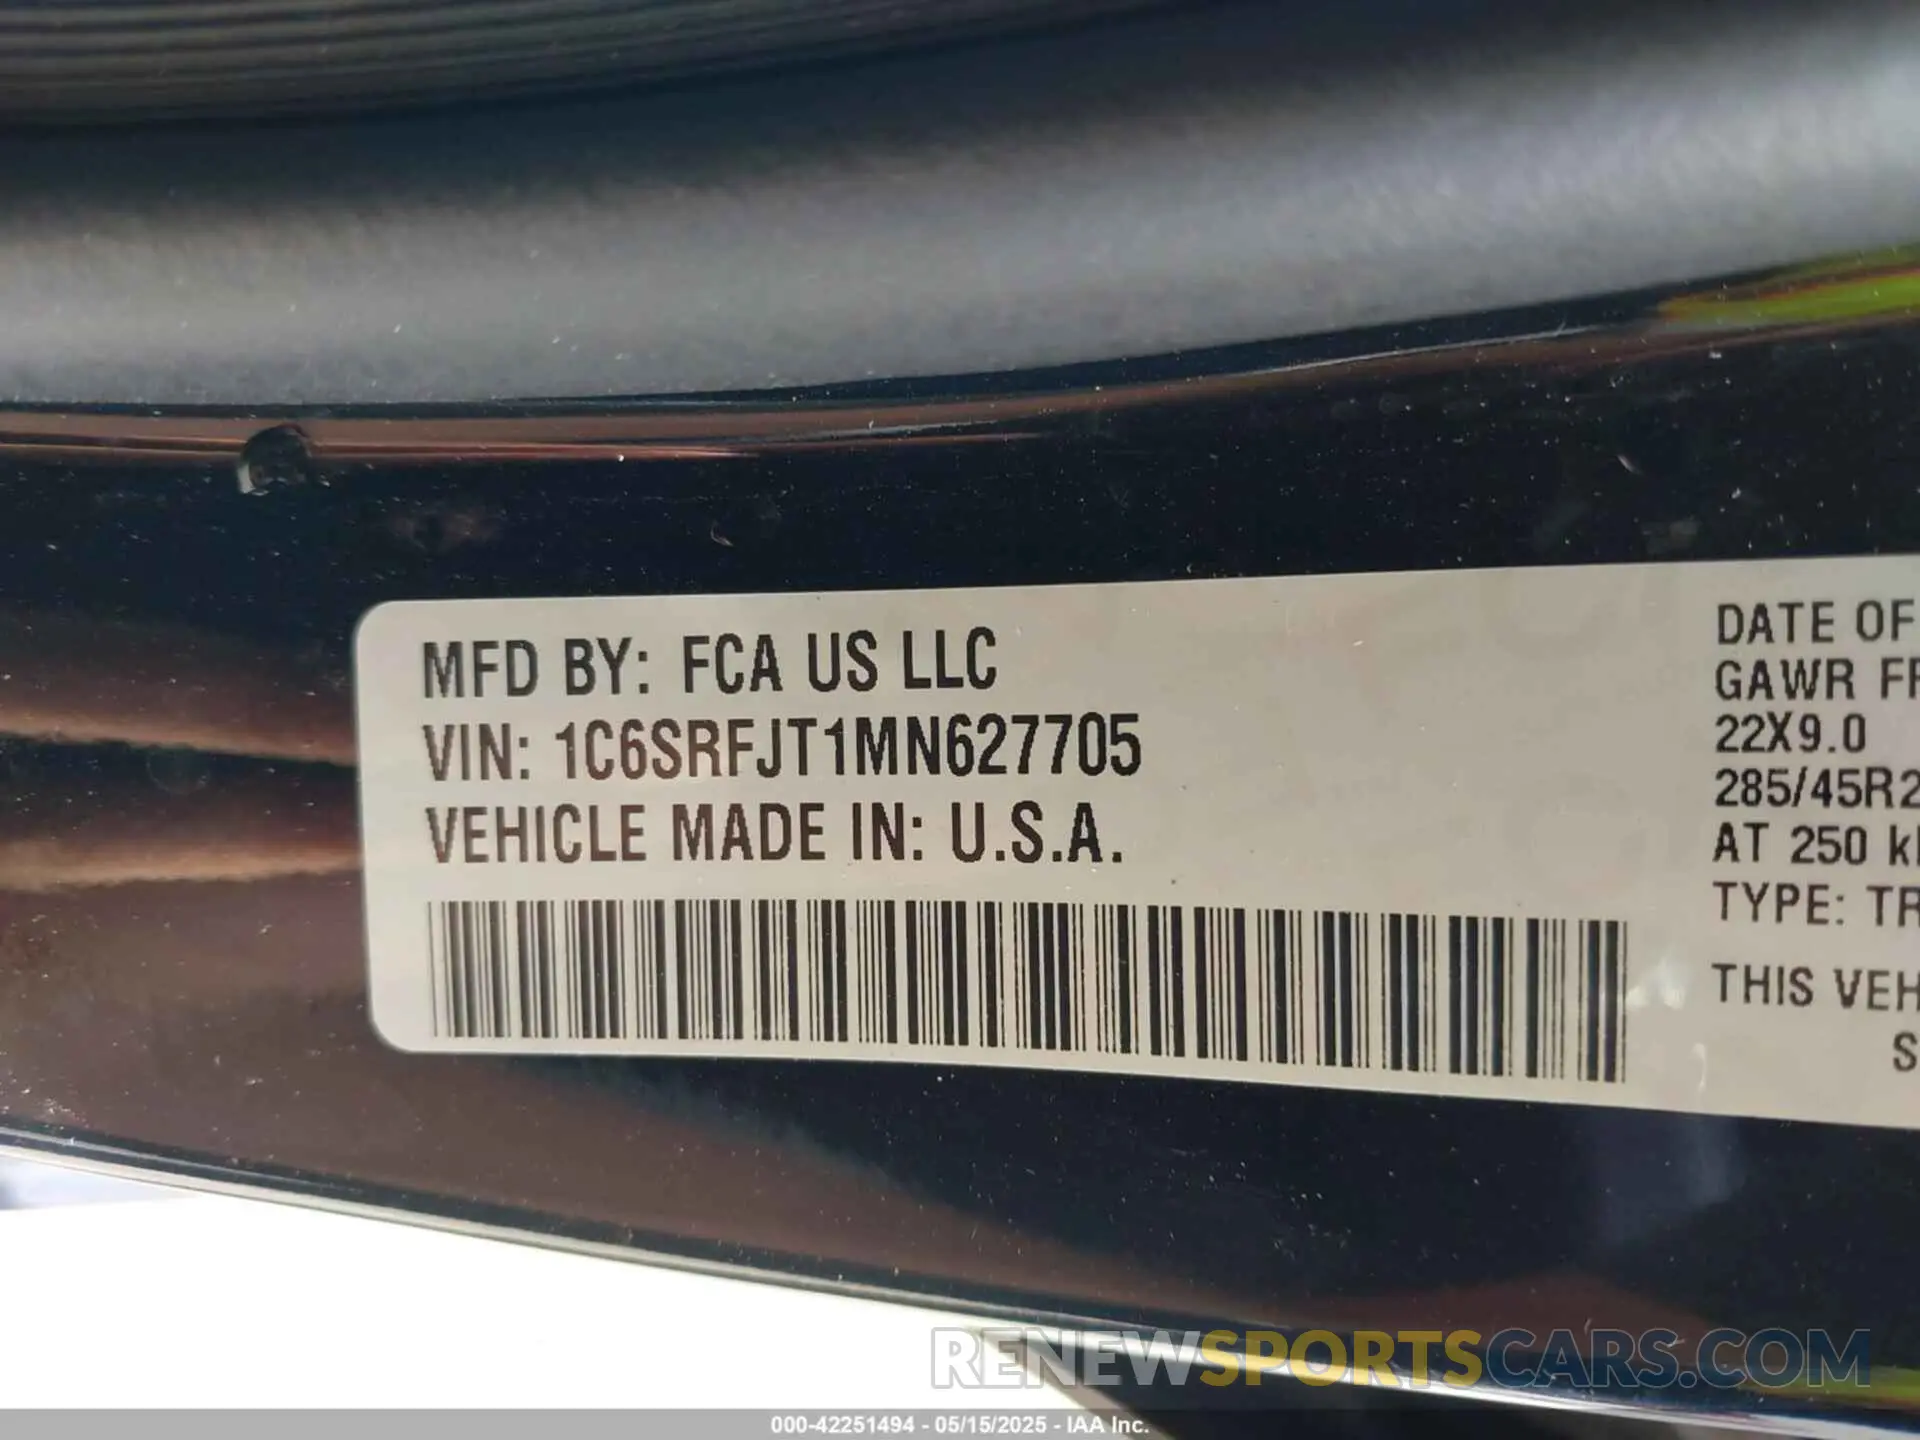 MFD BY: FCA US LLC
VIN: 1C6SRFJT1MN627705
VEHICLE MADE IN: U.S.A.
DATE OF
GAWR
22X9.0
AT 250
TYPE:
THIS
RENEWSPORTSCARS.COM
000-42251494 - 05/15/2025 - IAA Inc.